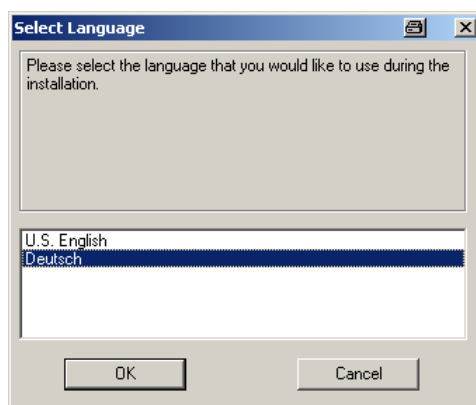 Select Language
Please select the language that you would like to use during the
installation.
U.S. English
Deutsch
OK
Cancel